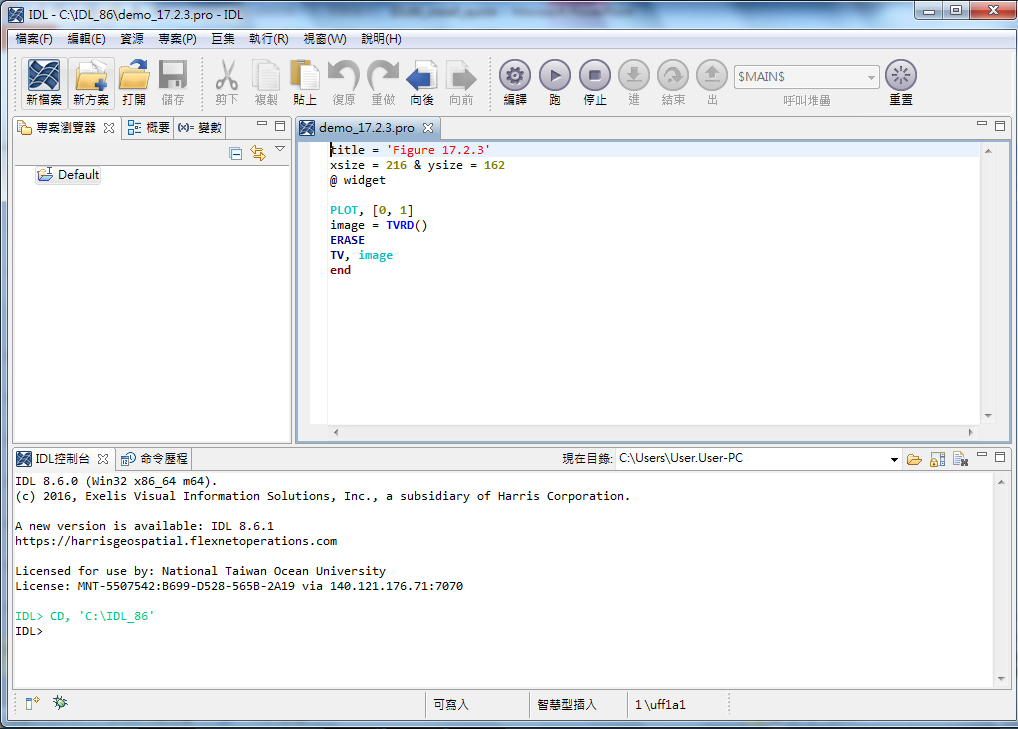 IDL - C:\IDL_86\demo_17.2.3.pro - IDL
檔案(F) 編輯(E) 資源 專案(P) 巨集 執行(R) 視窗(W) 說明(H)
新檔案 新方案 打開 儲存 剪下 複製 貼上 復原 重做 向後 向前 編譯 跑 停止 進 結束 出 $MAIN$ 呼叫堆疊 重置
專案瀏覽器 概要 (x)= 變數
Default
demo_17.2.3.pro
title = 'Figure 17.2.3'
xsize = 216 & ysize = 162
@ widget
PLOT, [0, 1]
image = TVRD()
ERASE
TV, image
end
IDL控制台 命令歷程 現在目錄: C:\Users\User.User-PC
IDL 8.6.0 (Win32 x86_64 m64).
(c) 2016, Exelis Visual Information Solutions, Inc., a subsidiary of Harris Corporation.
A new version is available: IDL 8.6.1
https://harrisgeospatial.flexnetoperations.com
Licensed for use by: National Taiwan Ocean University
License: MNT-5507542:B699-D528-565B-2A19 via 140.121.176.71:7070
IDL> CD, 'C:\IDL_86'
IDL>
可寫入 智慧型插入 1 \uff1a1